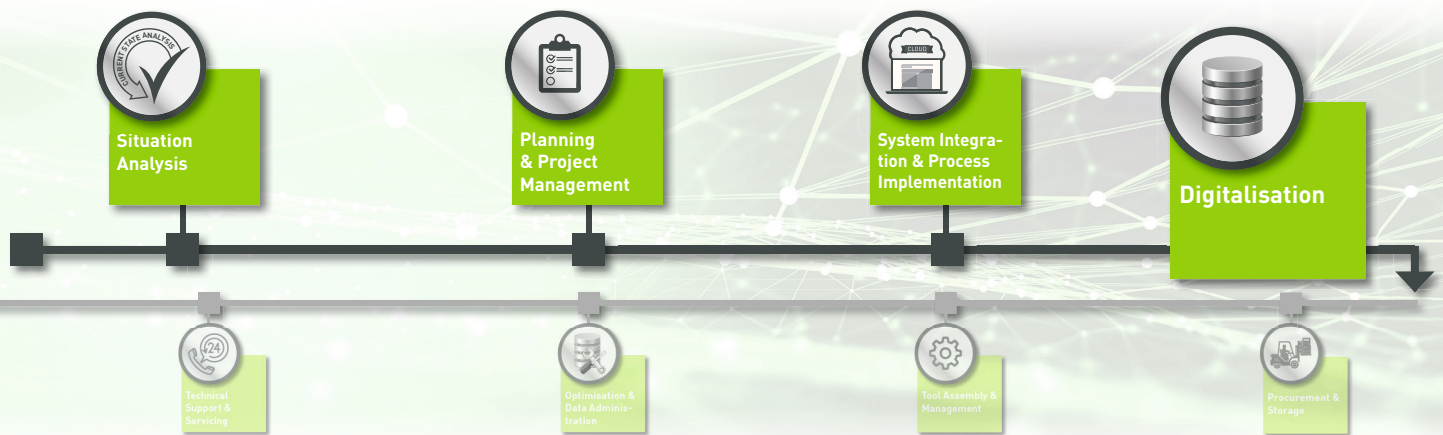 CURRENT STATE ANALYSIS
Situation
Analysis
Planning
& Project
Management
CLOUD
System Integra-
tion & Process
Implementation
Digitalisation
24
Technical
Support &
Servicing
Optimisation &
Data Adminis-
tration
Tool Assembly &
Management
Procurement &
Storage